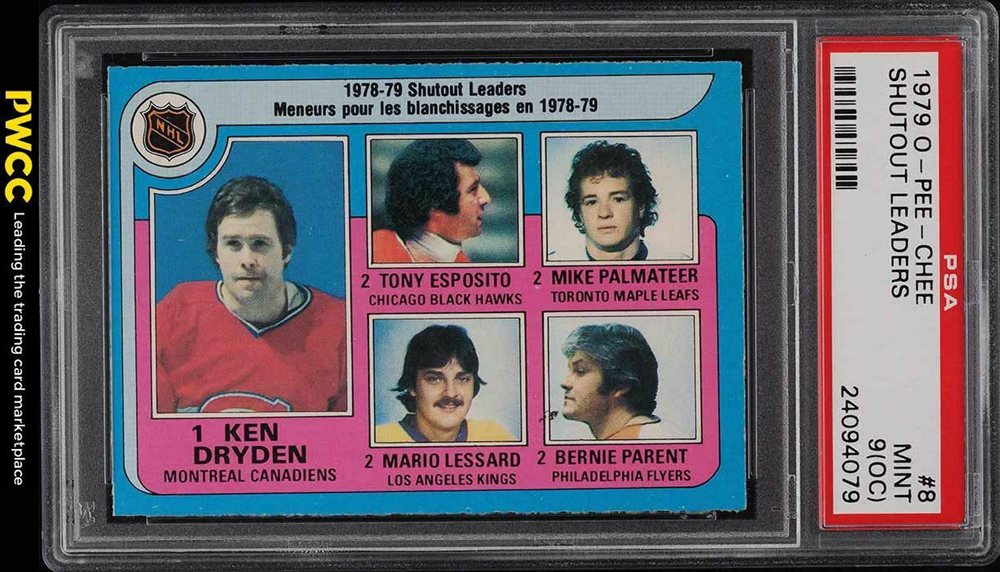 PWCC Leading the trading card marketplace
1978-79 Shutout Leaders
Meneurs pour les blanchissages en 1978-79
NHL
1 KEN
DRYDEN
MONTREAL CANADIENS
2 TONY ESPOSITO
CHICAGO BLACK HAWKS
2 MIKE PALMATEER
TORONTO MAPLE LEAFS
2 MARIO LESSARD
LOS ANGELES KINGS
2 BERNIE PARENT
PHILADELPHIA FLYERS
PSA
1979 O-PEE-CHEE #8
SHUTOUT LEADERS MINT
9(OC)
24094079